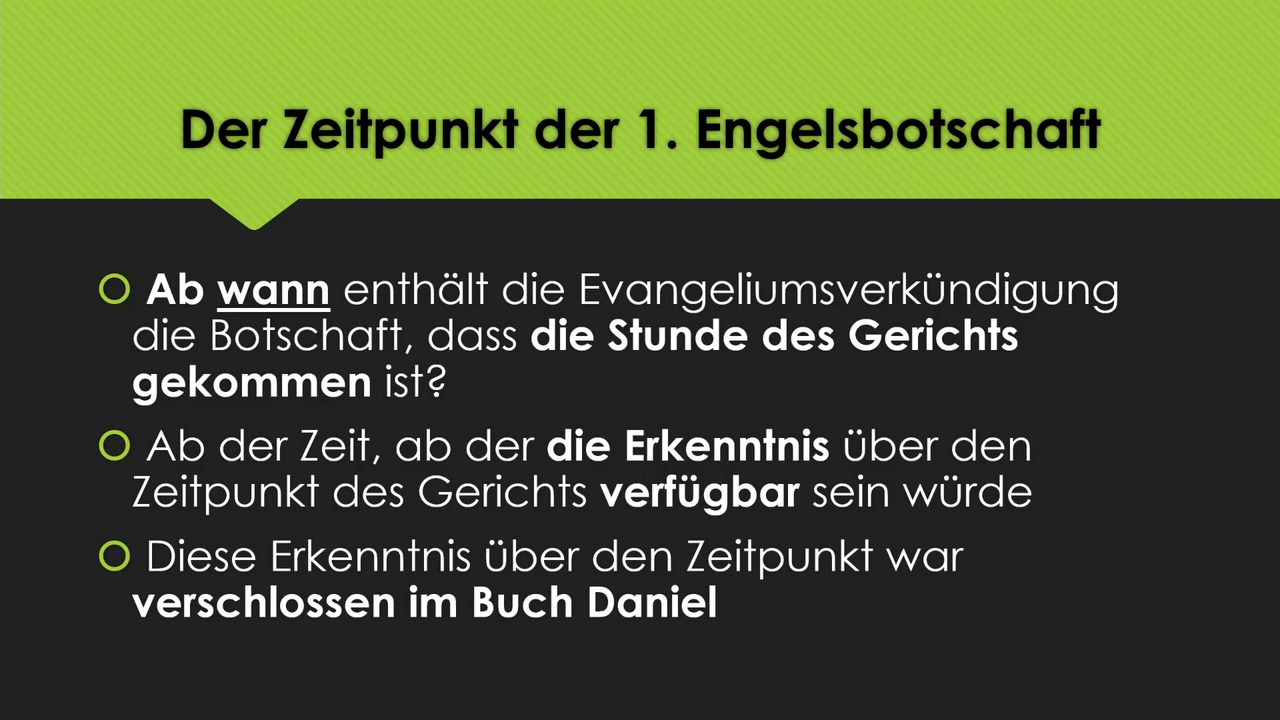 Der Zeitpunkt der 1. Engelsbotschaft
Ab wann enthält die Evangeliumsverkündigung
die Botschaft, dass die Stunde des Gerichts
gekommen ist?
Ab der Zeit, ab der die Erkenntnis über den
Zeitpunkt des Gerichts verfügbar sein würde
Diese Erkenntnis über den Zeitpunkt war
verschlossen im Buch Daniel